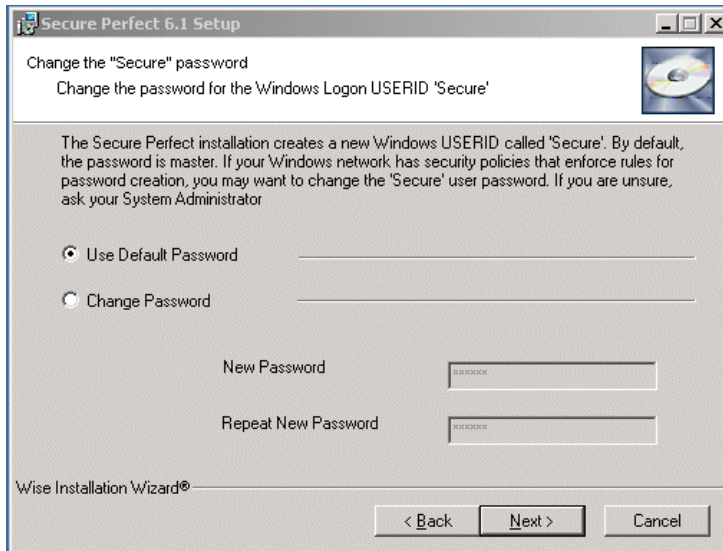 Secure Perfect 6.1 Setup
Change the "Secure" password
Change the password for the Windows Logon USERID 'Secure'
The Secure Perfect installation creates a new Windows USERID called 'Secure'. By default,
the password is master. If your Windows network has security policies that enforce rules for
password creation, you may want to change the 'Secure' user password. If you are unsure,
ask your System Administrator
Use Default Password
Change Password
New Password
xxxxxx
Repeat New Password
xxxxxx
Wise Installation Wizard®
< Back
Next >
Cancel